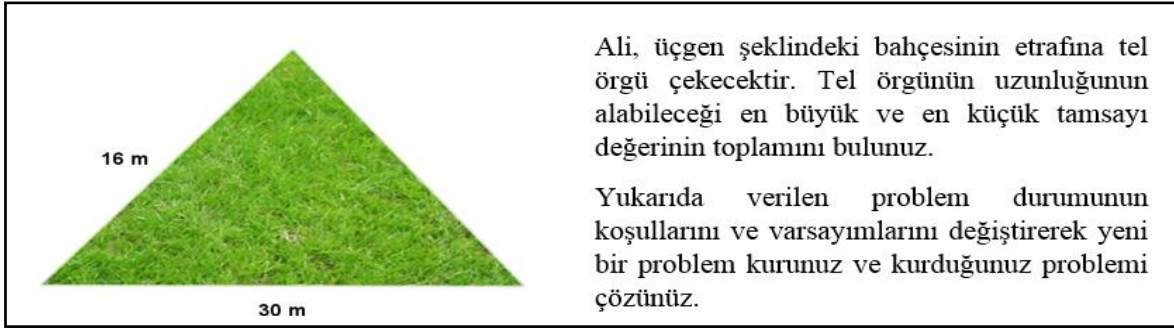 16 m
30 m
Ali, üçgen şeklindeki bahçesinin etrafına tel
örgü çekecektir. Tel örgünün uzunluğunun
alabileceği en büyük ve en küçük tamsayı
değerinin toplamını bulunuz.
Yukarıda verilen problem durumunun
koşullarını ve varsayımlarını değiştirerek yeni
bir problem kurunuz ve kurduğunuz problemi
çözünüz.